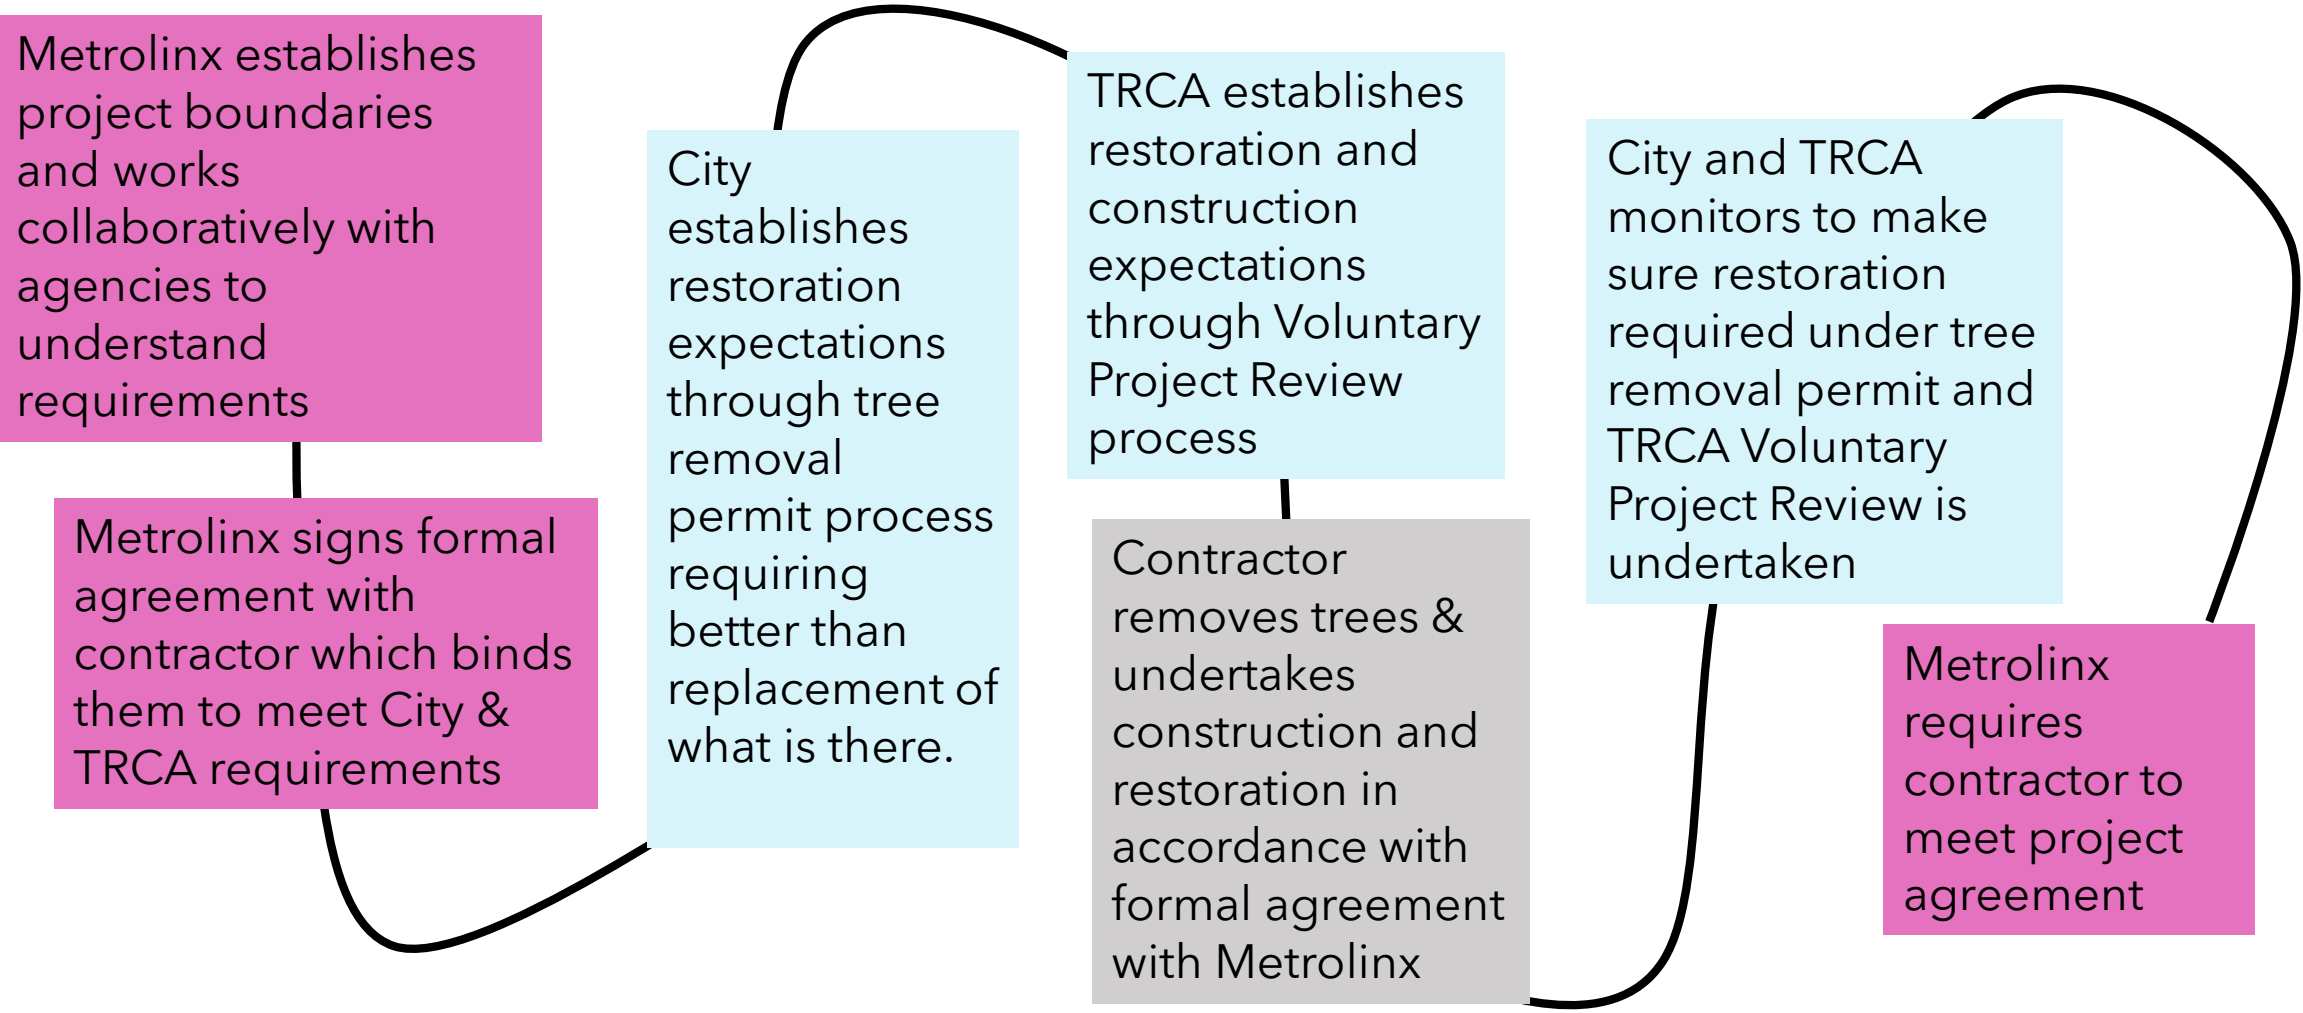 Metrolinx establishes
project boundaries
and works
collaboratively with
agencies to
understand
requirements
Metrolinx signs formal
agreement with
contractor which binds
them to meet City &
TRCA requirements
City
establishes
restoration
expectations
through tree
removal
permit process
requiring
better than
replacement of
what is there.
TRCA establishes
restoration and
construction
expectations
through Voluntary
Project Review
process
Contractor
removes trees &
undertakes
construction and
restoration in
accordance with
formal agreement
with Metrolinx
City and TRCA
monitors to make
sure restoration
required under tree
removal permit and
TRCA Voluntary
Project Review is
undertaken
Metrolinx
requires
contractor to
meet project
agreement